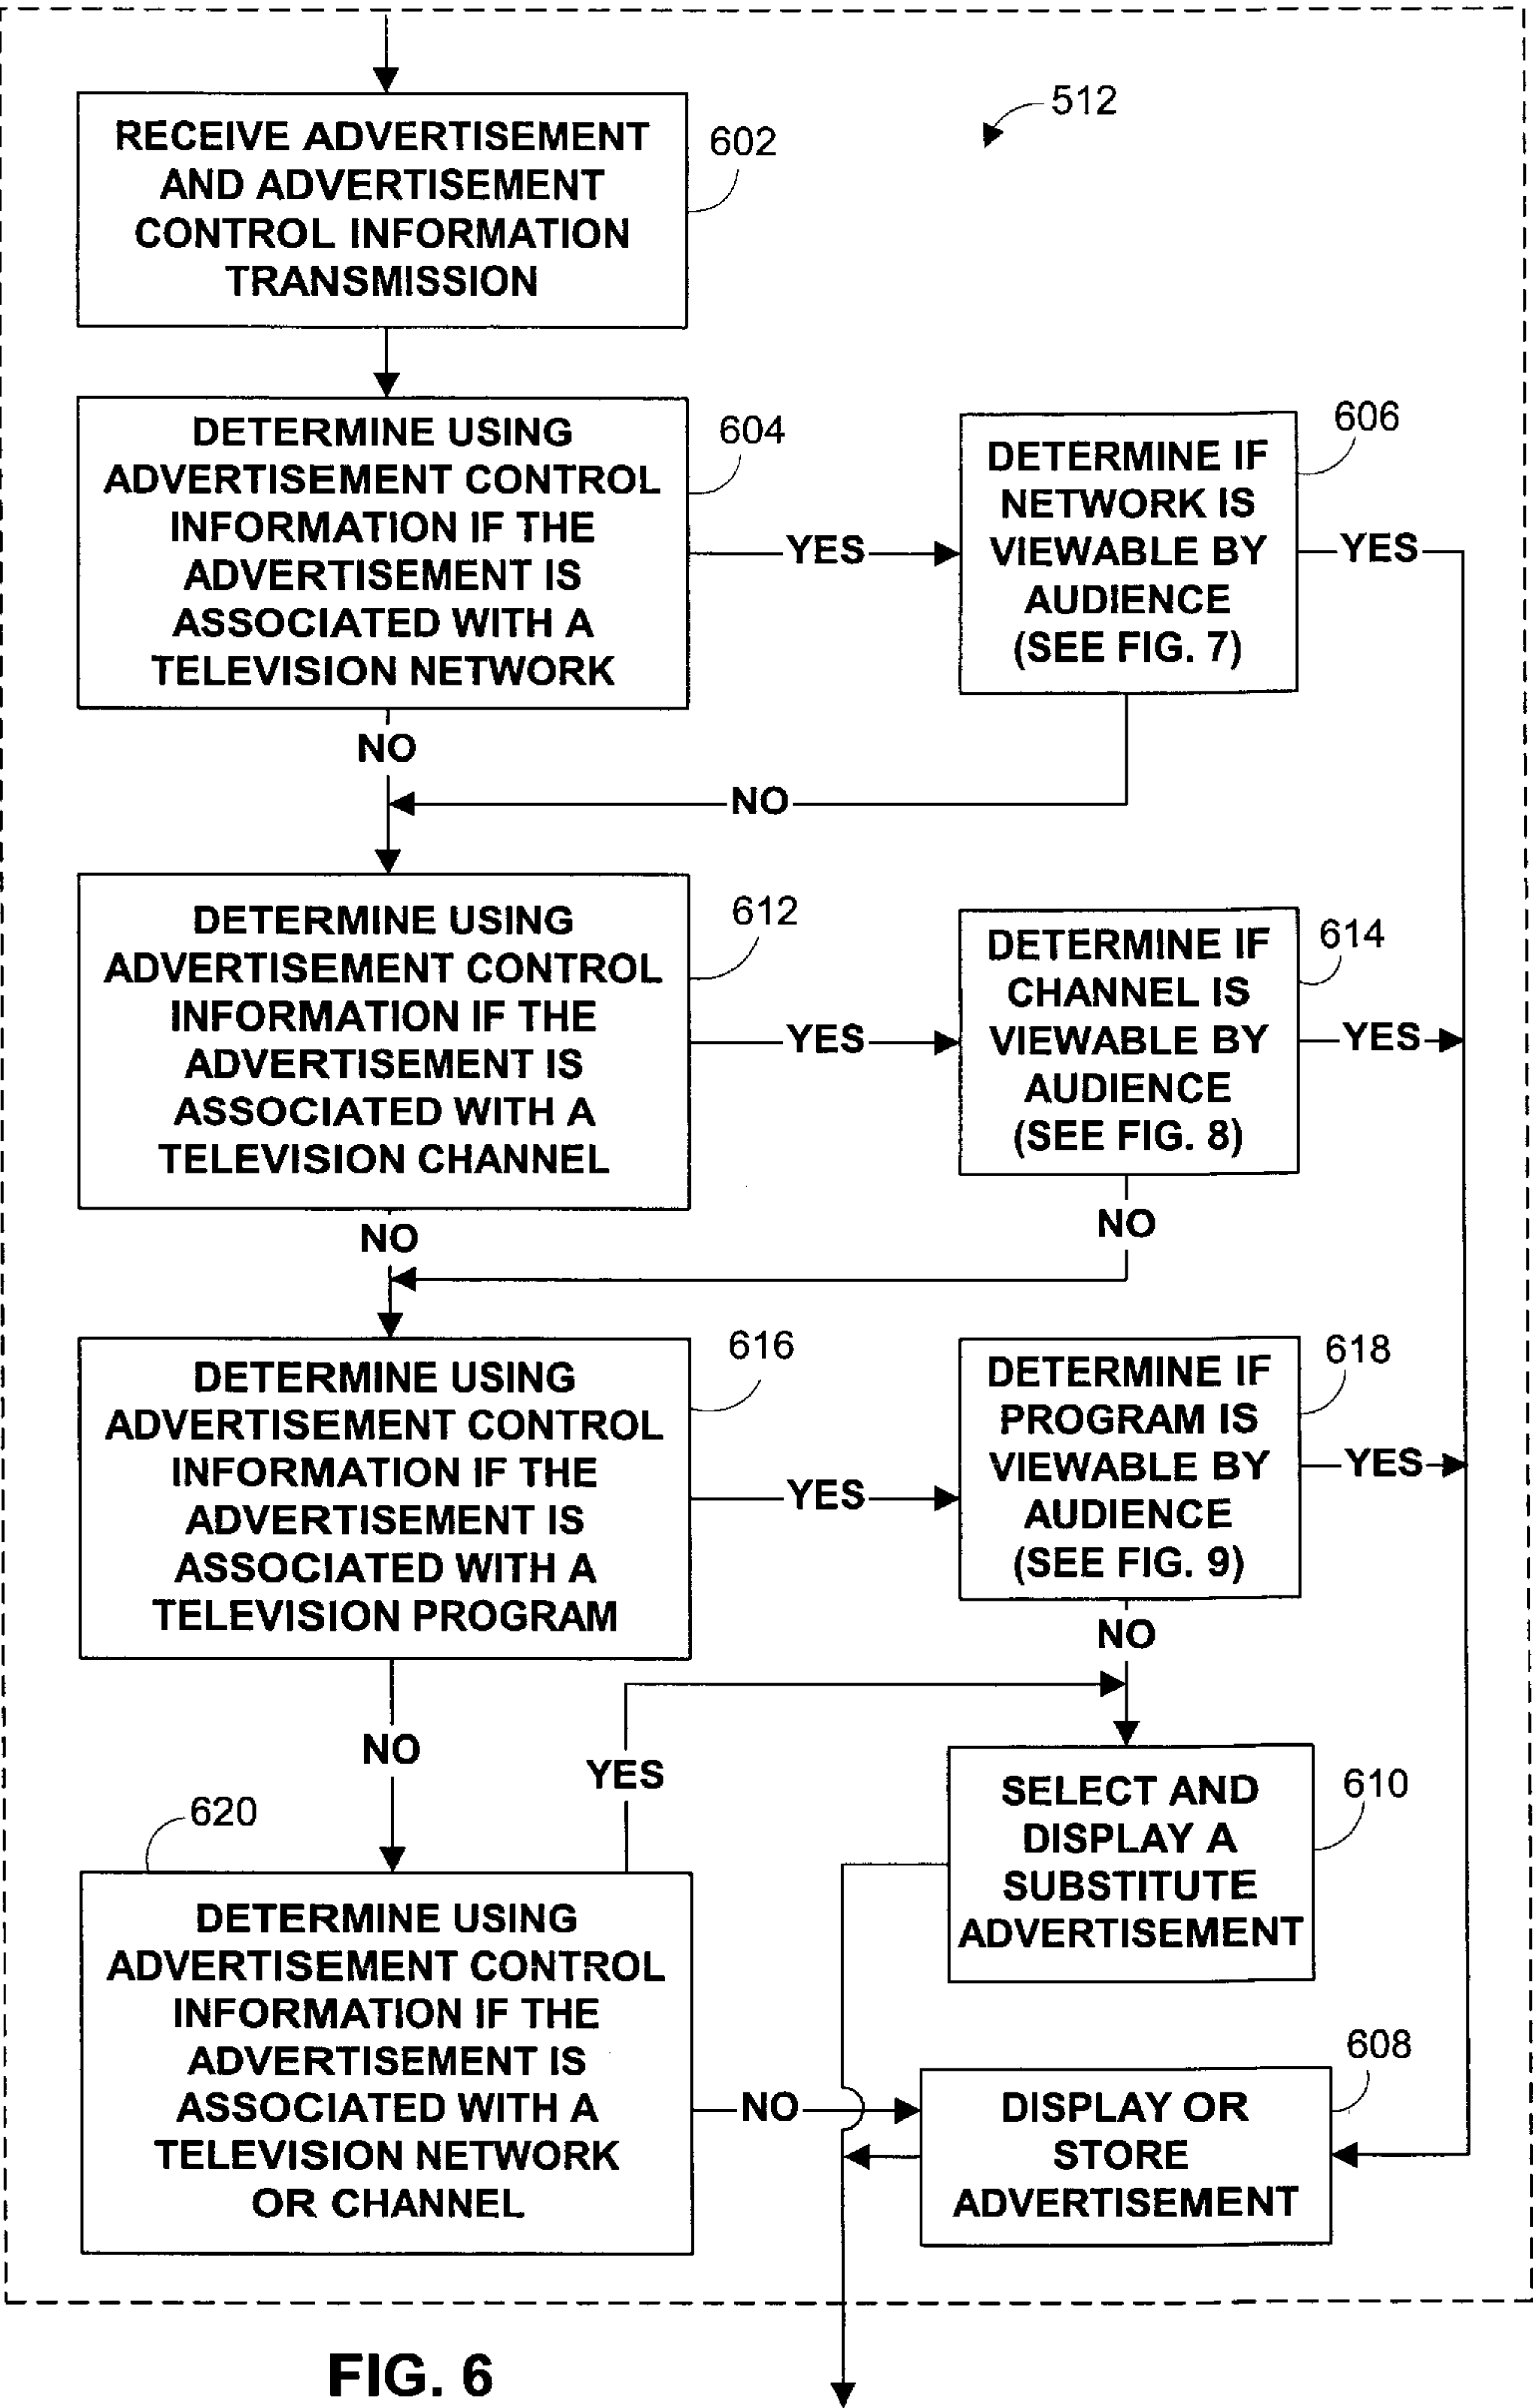 512
RECEIVE ADVERTISEMENT
AND ADVERTISEMENT
CONTROL INFORMATION
TRANSMISSION
602
DETERMINE USING
ADVERTISEMENT CONTROL
INFORMATION IF THE
ADVERTISEMENT IS
ASSOCIATED WITH A
TELEVISION NETWORK
604
YES
DETERMINE IF
NETWORK IS
VIEWABLE BY
AUDIENCE
(SEE FIG. 7)
606
YES
NO
NO
DETERMINE USING
ADVERTISEMENT CONTROL
INFORMATION IF THE
ADVERTISEMENT IS
ASSOCIATED WITH A
TELEVISION CHANNEL
612
YES
DETERMINE IF
CHANNEL IS
VIEWABLE BY
AUDIENCE
(SEE FIG. 8)
614
YES
NO
NO
DETERMINE USING
ADVERTISEMENT CONTROL
INFORMATION IF THE
ADVERTISEMENT IS
ASSOCIATED WITH A
TELEVISION PROGRAM
616
YES
DETERMINE IF
PROGRAM IS
VIEWABLE BY
AUDIENCE
(SEE FIG. 9)
618
YES
NO
NO
YES
SELECT AND
DISPLAY A
SUBSTITUTE
ADVERTISEMENT
610
620
DETERMINE USING
ADVERTISEMENT CONTROL
INFORMATION IF THE
ADVERTISEMENT IS
ASSOCIATED WITH A
TELEVISION NETWORK
OR CHANNEL
NO
DISPLAY OR
STORE
ADVERTISEMENT
608
FIG. 6